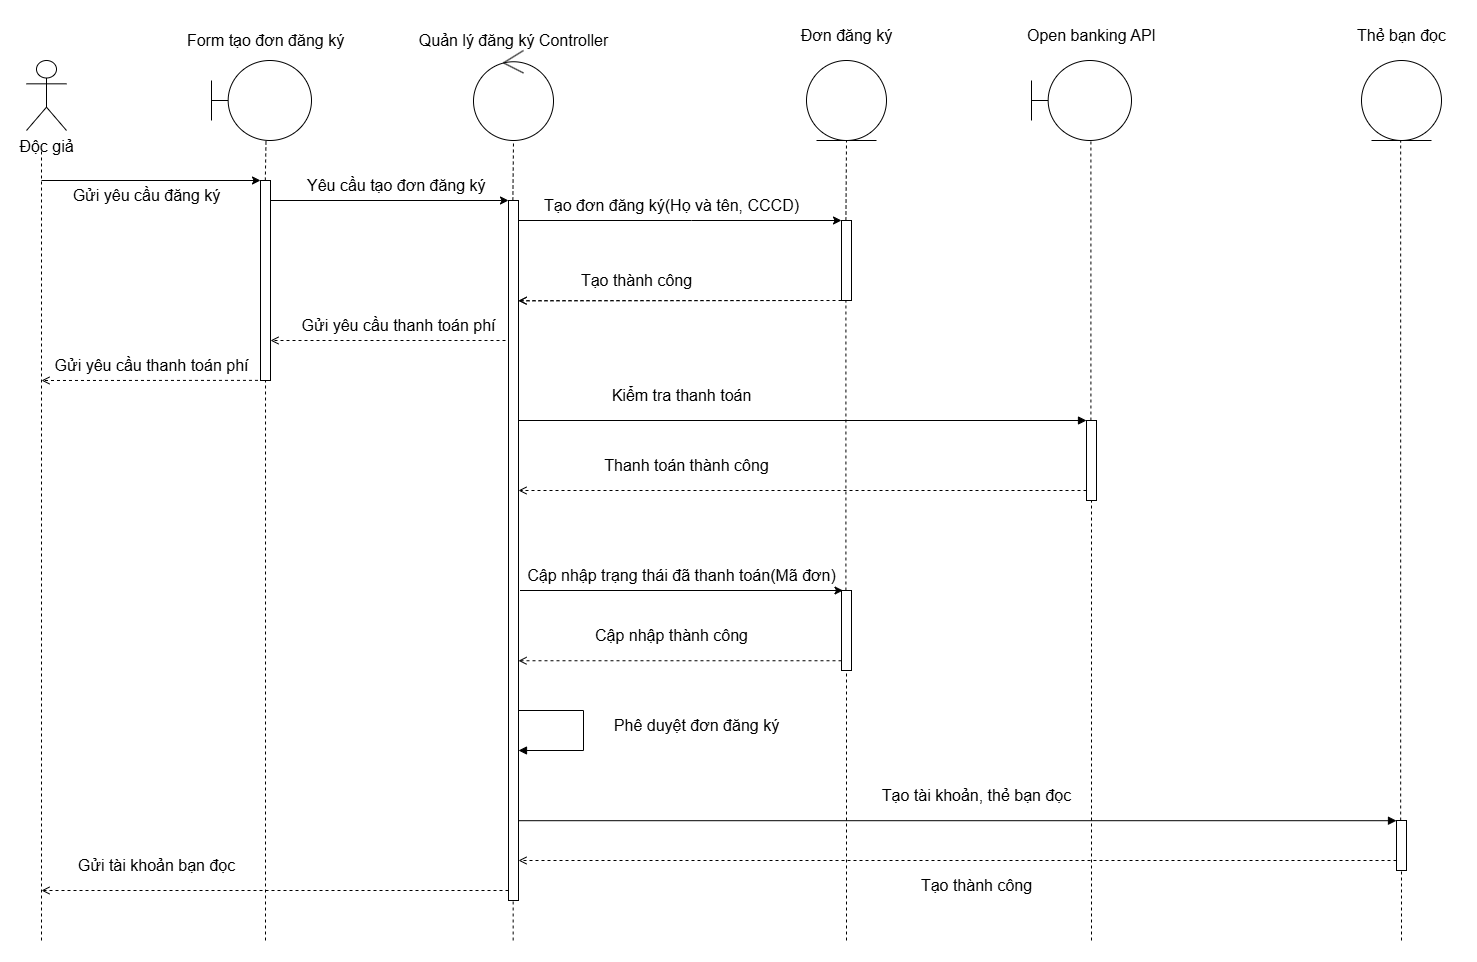 Form tạo đơn đăng ký
Quản lý đăng ký Controller
Đơn đăng ký
Open banking API
Thẻ bạn đọc
Độc giả
Gửi yêu cầu đăng ký
Yêu cầu tạo đơn đăng ký
Tạo đơn đăng ký(Họ và tên, CCCD)
Tạo thành công
Gửi yêu cầu thanh toán phí
Gửi yêu cầu thanh toán phí
Kiểm tra thanh toán
Thanh toán thành công
Cập nhập trạng thái đã thanh toán(Mã đơn)
Cập nhập thành công
Phê duyệt đơn đăng ký
Tạo tài khoản, thẻ bạn đọc
Gửi tài khoản bạn đọc
Tạo thành công